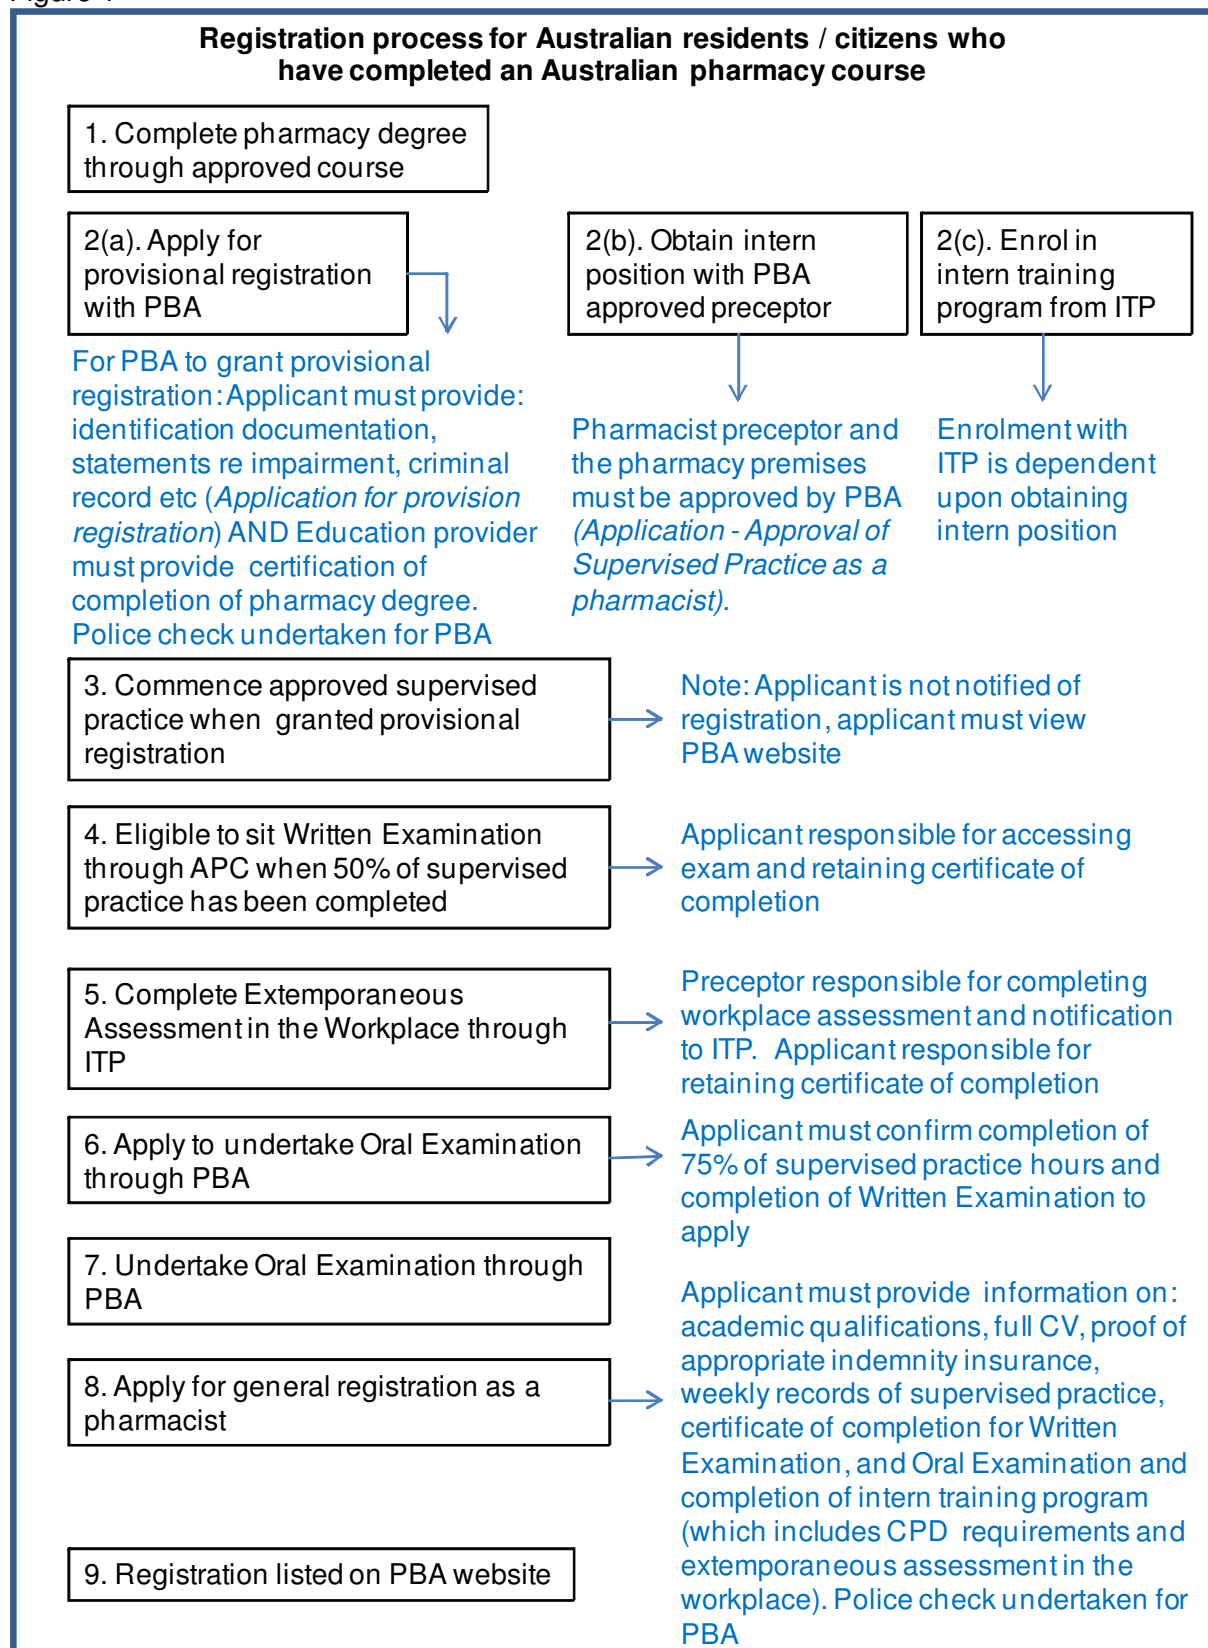 Registration process for Australian residents / citizens who
have completed an Australian pharmacy course
1. Complete pharmacy degree
through approved course
2(a). Apply for
provisional registration
with PBA
2(b). Obtain intern
position with PBA
approved preceptor
2(c). Enrol in
intern training
program from ITP
For PBA to grant provisional
registration: Applicant must provide:
identification documentation,
statements re impairment, criminal
record etc (Application for provision
registration) AND Education provider
must provide certification of
completion of pharmacy degree.
Police check undertaken for PBA
Pharmacist preceptor and
the pharmacy premises
must be approved by PBA
(Application - Approval of
Supervised Practice as a
pharmacist).
Enrolment with
ITP is dependent
upon obtaining
intern position
3. Commence approved supervised
practice when granted provisional
registration
Note: Applicant is not notified of
registration, applicant must view
PBA website
4. Eligible to sit Written Examination
through APC when 50% of supervised
practice has been completed
Applicant responsible for accessing
exam and retaining certificate of
completion
5. Complete Extemporaneous
Assessment in the Workplace through
ITP
Preceptor responsible for completing
workplace assessment and notification
to ITP. Applicant responsible for
retaining certificate of completion
6. Apply to undertake Oral Examination
through PBA
Applicant must confirm completion of
75% of supervised practice hours and
completion of Written Examination to
apply
7. Undertake Oral Examination through
PBA
8. Apply for general registration as a
pharmacist
Applicant must provide information on:
academic qualifications, full CV, proof of
appropriate indemnity insurance,
weekly records of supervised practice,
certificate of completion for Written
Examination, and Oral Examination and
completion of intern training program
(which includes CPD requirements and
extemporaneous assessment in the
workplace). Police check undertaken for
PBA
9. Registration listed on PBA website